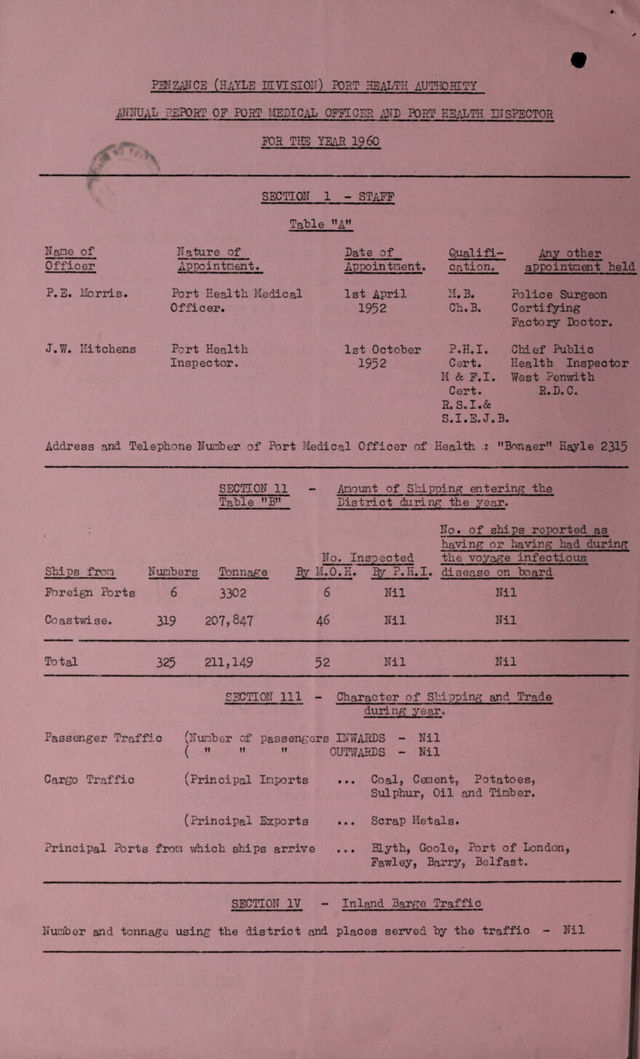 PENZANCE (HAYLE DIVISION) PORT HEALTH AUTHORITY
ANNUAL REPORT OF PORT MEDICAL OFFICER AND PORT HEALTH INSPECTOR
FOR THE YEAR 1960
SECTION 1 - STAFF
Table "A"
Name of Nature of Date of Qualifi- Any other
Officer Appointment. Appointment. cation. appointment held
P.E. Morris. Port Health Medical 1st April M.B. Police Surgeon
Officer. 1952 Ch.B. Certifying
Factory Doctor.
J.W. Hitchens Port Health 1st October P.H.I. Chief Public
Inspector. 1952 Cert. Health Inspector
M & F.I. West Penwith
Cert. R.D.C.
R.S.I.&
S.I.E.J.B.
Address and Telephone Number of Port Medical Officer of Health : "Bonaer" Hayle 2315
SECTION 11 - Amount of Shipping entering the
Table "B" District during the year.
No. of ships reported as
having or having had during
No. Inspected the voyage infectious
Ships from Numbers Tonnage By M.O.H. By P.H.I. disease on board
Foreign Ports 6 3302 6 Nil Nil
Coastwise. 319 207,847 46 Nil Nil
Total 325 211,149 52 Nil Nil
SECTION 111 - Character of Shipping and Trade
during year.
Passenger Traffic (Number of passengers INWARDS - Nil
( " " " OUTWARDS - Nil
Cargo Traffic (Principal Imports ... Coal, Cement, Potatoes,
Sulphur, Oil and Timber.
(Principal Exports ... Scrap Metals.
Principal Ports from which ships arrive ... Blyth, Goole, Port of London,
Fawley, Barry, Belfast.
SECTION 1V - Inland Barge Traffic
Number and tonnage using the district and places served by the traffic - Nil